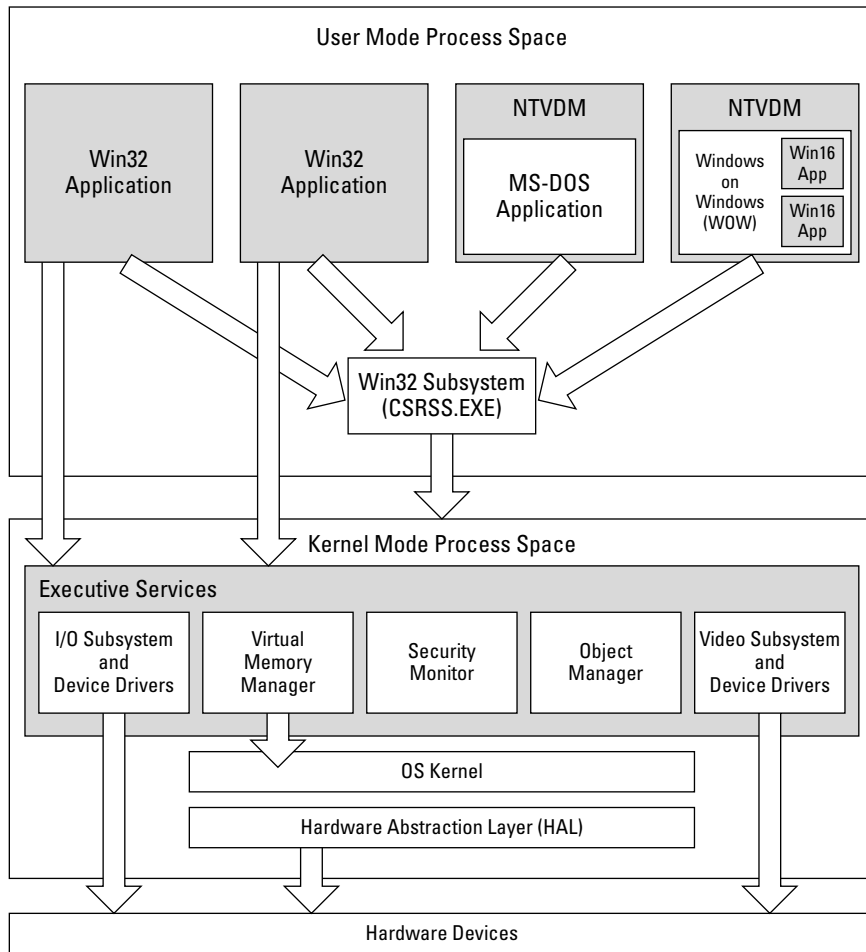 User Mode Process Space
Win32
Application
Win32
Application
NTVDM
MS-DOS
Application
NTVDM
Windows
on
Windows
(WOW)
Win16
App
Win16
App
Win32 Subsystem
(CSRSS.EXE)
Kernel Mode Process Space
Executive Services
I/O Subsystem
and
Device Drivers
Virtual
Memory
Manager
Security
Monitor
Object
Manager
Video Subsystem
and
Device Drivers
OS Kernel
Hardware Abstraction Layer (HAL)
Hardware Devices